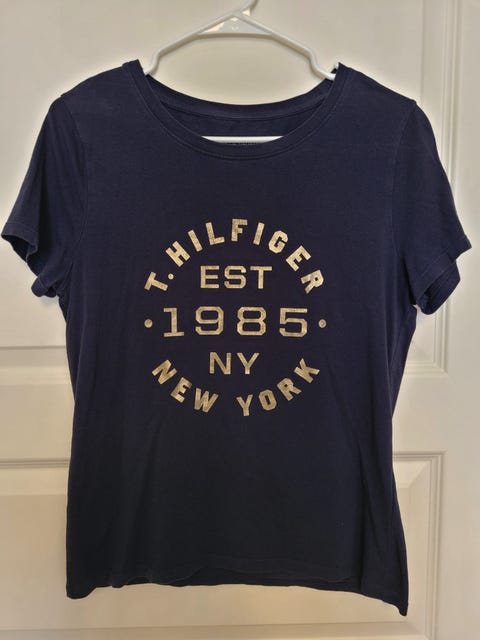 T.HILFIGER
EST
•1985•
NY
NEW YORK